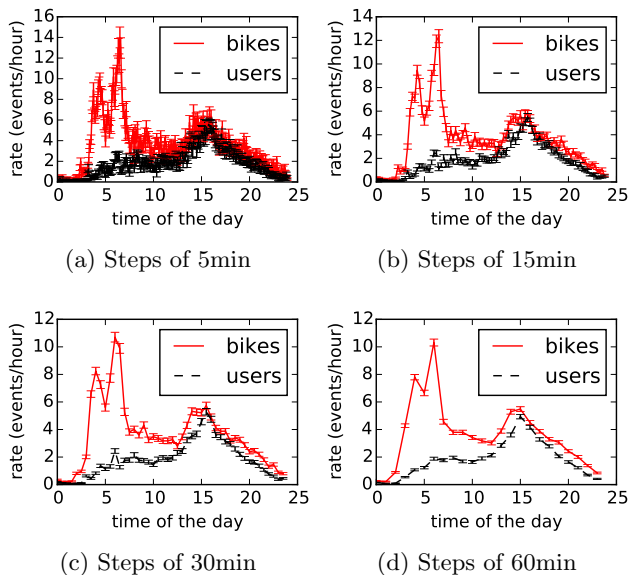 16
14
12
10
8
6
4
2
0
rate (events/hour)
bikes
users
0 5 10 15 20 25
time of the day
(a) Steps of 5min
14
12
10
8
6
4
2
0
rate (events/hour)
bikes
users
0 5 10 15 20 25
time of the day
(b) Steps of 15min
12
10
8
6
4
2
0
rate (events/hour)
bikes
users
0 5 10 15 20 25
time of the day
(c) Steps of 30min
12
10
8
6
4
2
0
rate (events/hour)
bikes
users
0 5 10 15 20 25
time of the day
(d) Steps of 60min